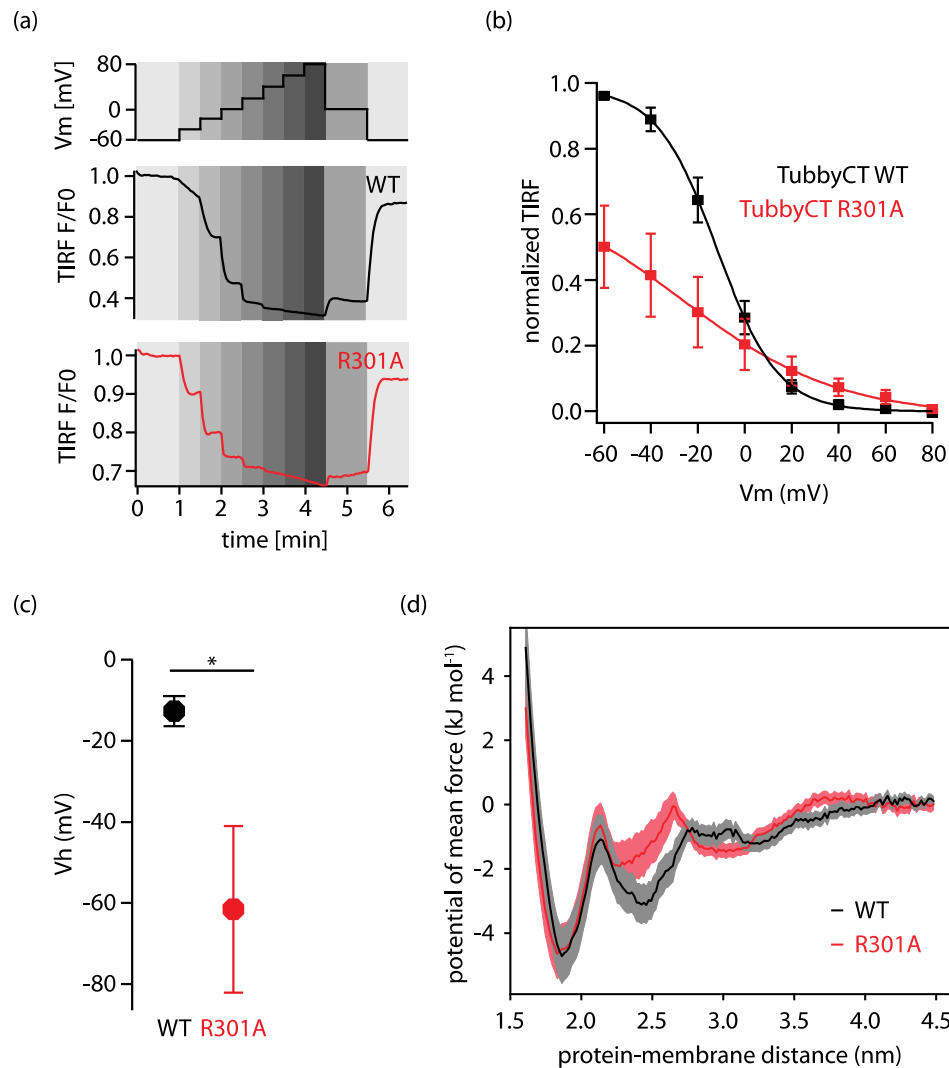 (a)
Vm [mV]
80
0
-60
TIRF F/F0
1.0
0.8
0.6
0.4
WT
TIRF F/F0
1.0
0.9
0.8
0.7
R301A
0 1 2 3 4 5 6
time [min]
(b)
normalized TIRF
1.0
0.8
0.6
0.4
0.2
0.0
TubbyCT WT
TubbyCT R301A
-60 -40 -20 0 20 40 60 80
Vm (mV)
(c)
Vh (mV)
0
-20
-40
-60
-80
*
WT R301A
(d)
potential of mean force (kJ mol⁻¹)
4
2
0
-2
-4
WT
R301A
1.5 2.0 2.5 3.0 3.5 4.0 4.5
protein-membrane distance (nm)